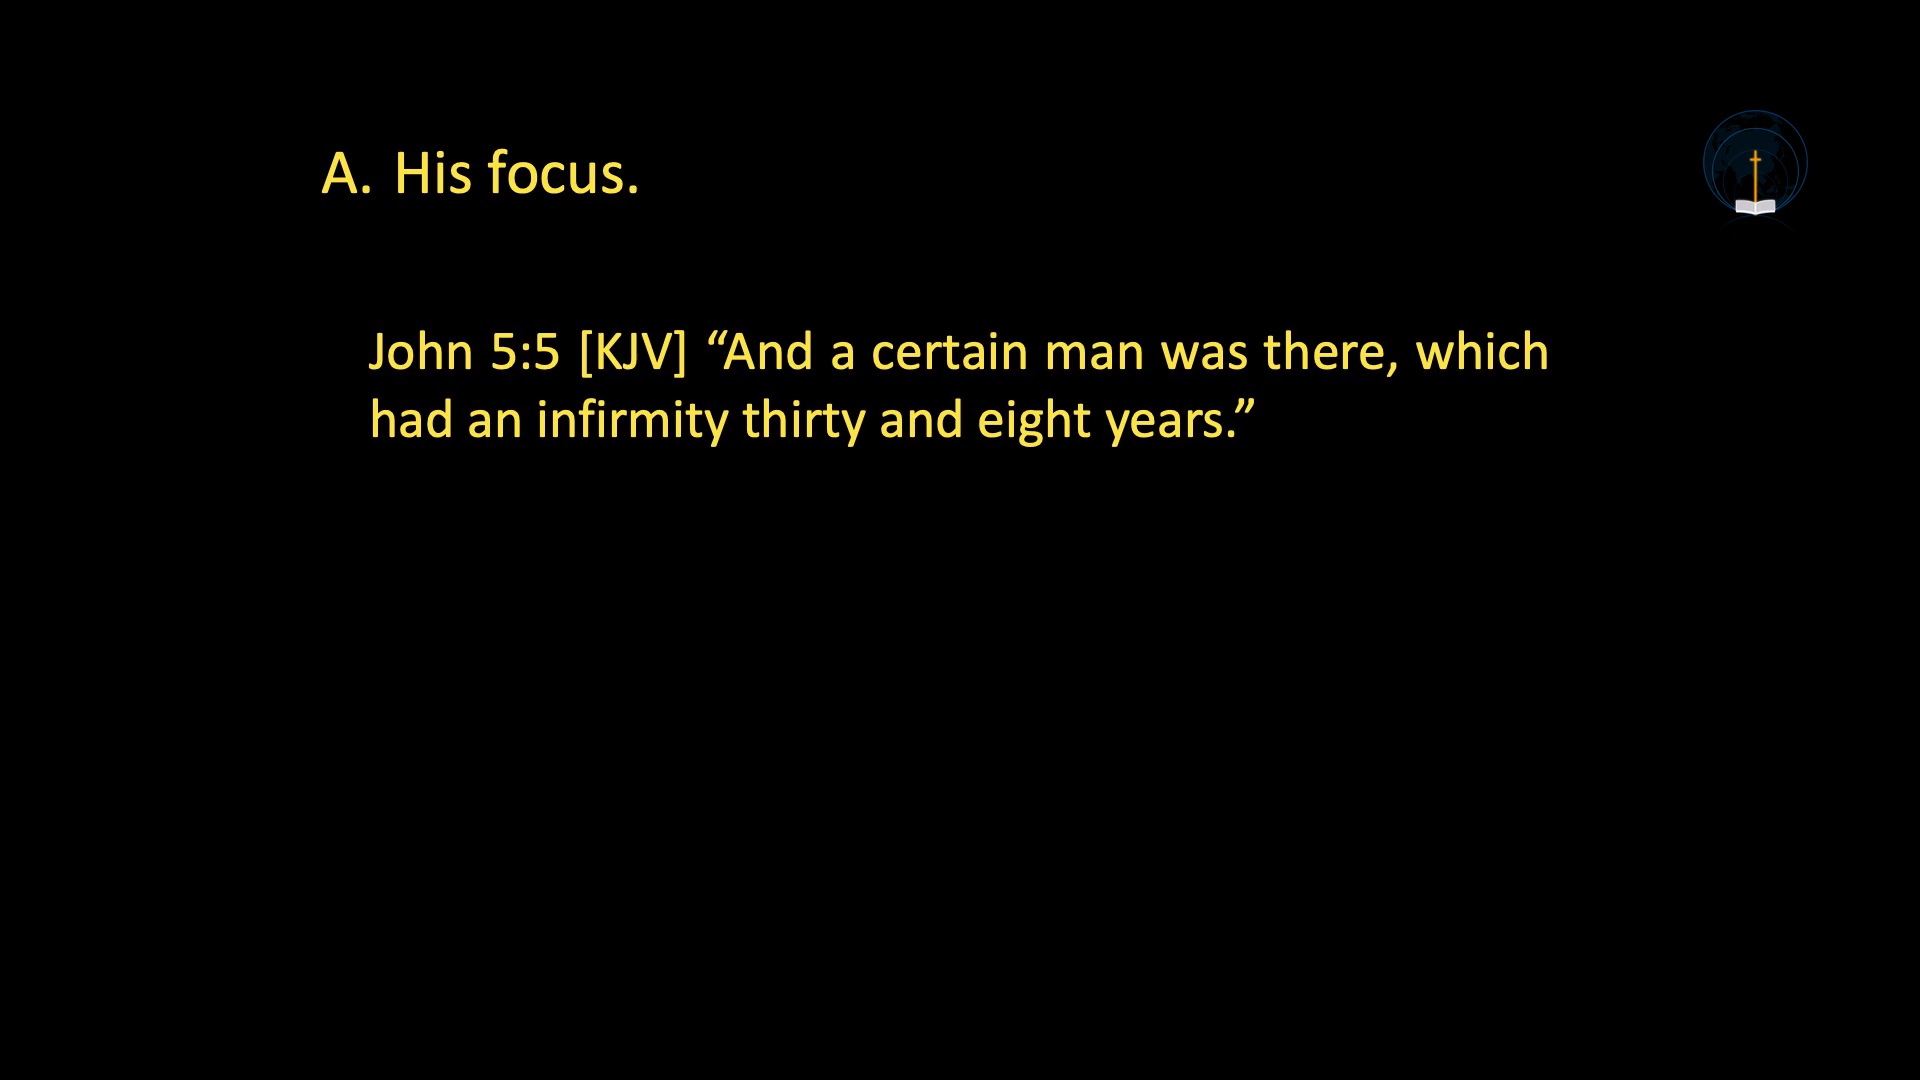 A. His focus.
John 5:5 [KJV] “And a certain man was there, which
had an infirmity thirty and eight years.”